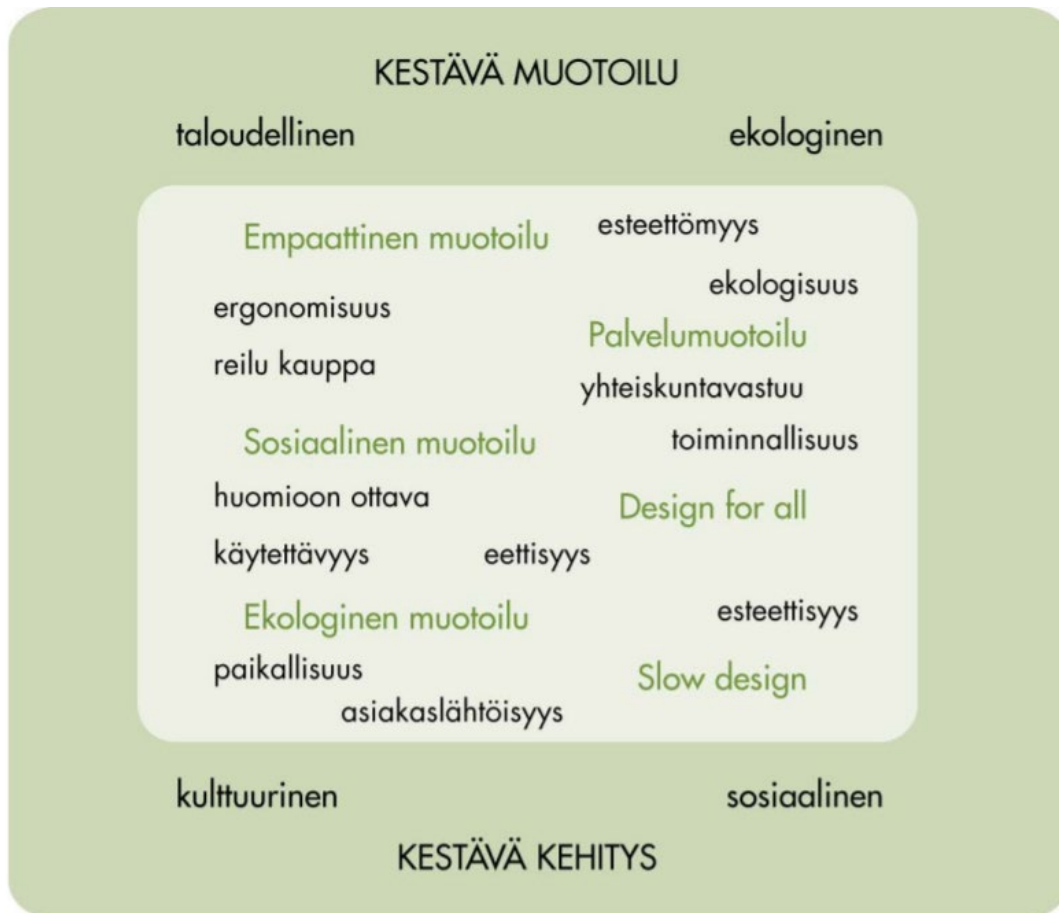 KESTÄVÄ MUOTOILU
taloudellinen
ekologinen
Empaattinen muotoilu
esteettömyys
ekologisuus
ergonomisuus
Palvelumuotoilu
reilu kauppa
yhteiskuntavastuu
Sosiaalinen muotoilu
toiminnallisuus
huomioon ottava
Design for all
käytettävyys
eettisyys
Ekologinen muotoilu
esteettisyys
paikallisuus
Slow design
asiakaslähtöisyys
kulttuurinen
sosiaalinen
KESTÄVÄ KEHITYS